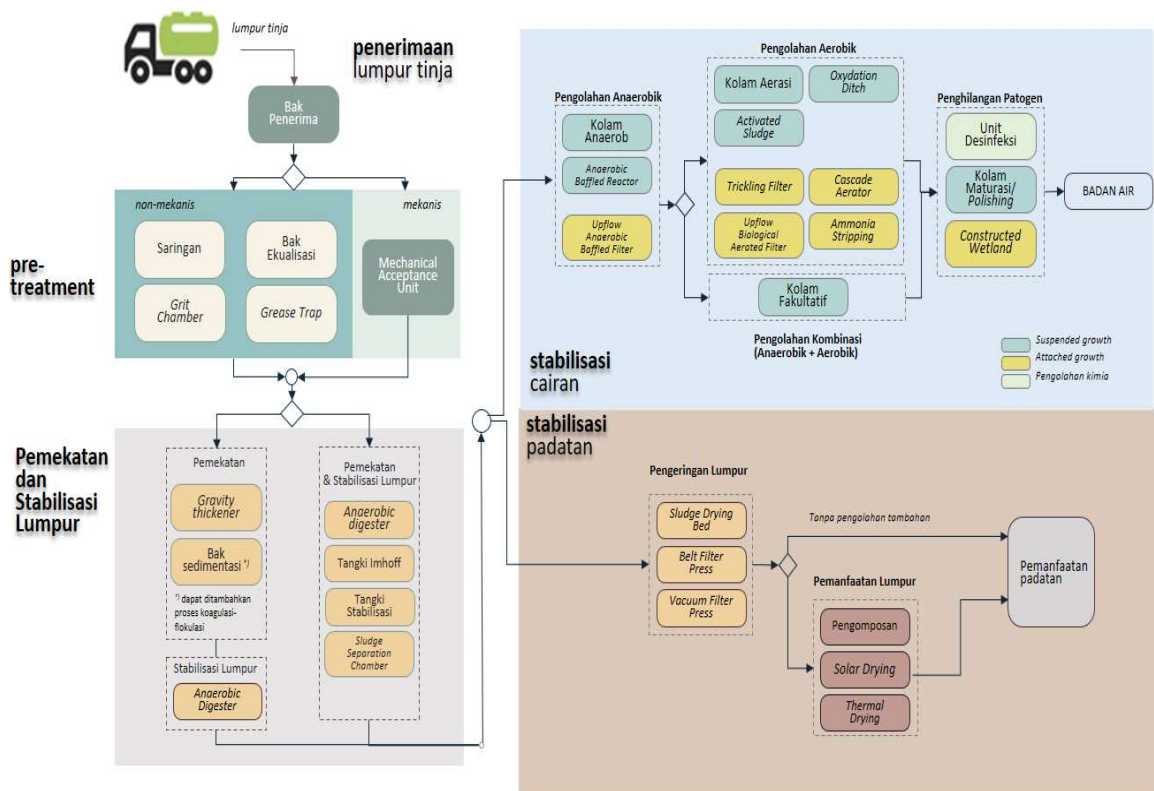 lumpur tinja
penerimaan
lumpur tinja
Bak
Penerima
non-mekanis
mekanis
pre-
treatment
Saringan
Bak
Ekualisasi
Grit
Chamber
Grease Trap
Mechanical
Acceptance
Unit
Pemekatan
dan
Stabilisasi
Lumpur
Pemekatan
Gravity
thickener
Bak
sedimentasi *)
*) dapat ditambahkan
proses koagulasi-
flokulasi
Stabilisasi Lumpur
Anaerobic
Digester
Pemekatan
& Stabilisasi Lumpur
Anaerobic
digester
Tangki Imhoff
Tangki
Stabilisasi
Sludge
Separation
Chamber
Pengolahan Anaerobik
Kolam
Anaerob
Anaerobic
Baffled Reactor
Upflow
Anaerobic
Baffled Filter
Pengolahan Aerobik
Kolam Aerasi
Oxydation
Ditch
Activated
Sludge
Trickling Filter
Cascade
Aerator
Upflow
Biological
Aerated Filter
Ammonia
Stripping
Kolam
Fakultatif
Pengolahan Kombinasi
(Anaerobik + Aerobik)
Penghilangan Patogen
Unit
Desinfeksi
Kolam
Maturasi/
Polishing
Constructed
Wetland
BADAN AIR
Suspended growth
Attached growth
Pengolahan kimia
stabilisasi
cairan
stabilisasi
padatan
Pengeringan Lumpur
Sludge Drying
Bed
Belt Filter
Press
Vacuum Filter
Press
Tanpa pengolahan tambahan
Pemanfaatan Lumpur
Pengomposan
Solar Drying
Thermal
Drying
Pemanfaatan
padatan